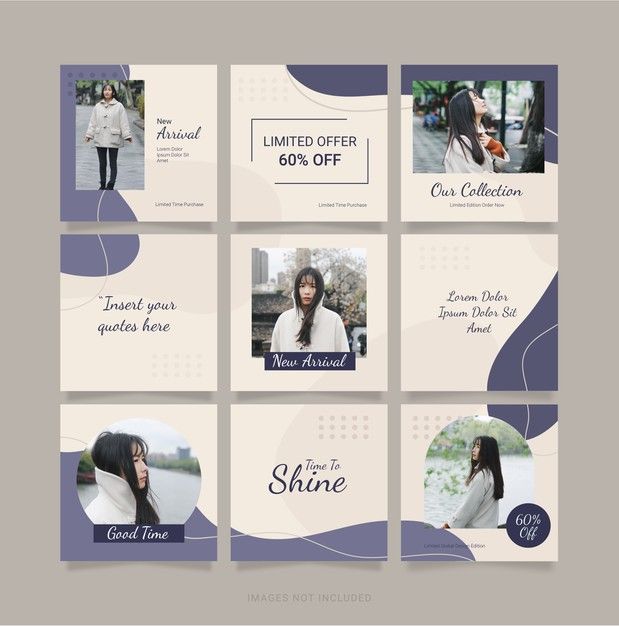 New
Arrival
Lorem Dolor
Ipsum Dolor Sit
Amet
Limited Time Purchase
LIMITED OFFER
60% OFF
Limited Time Purchase
Our Collection
Limited Edition Order Now
"Insert your
quotes here
New Arrival
Lorem Dolor
Ipsum Dolor Sit
Amet
Good Time
Time To
Shine
60%
Off
Limited Global Design Edition
IMAGES NOT INCLUDED